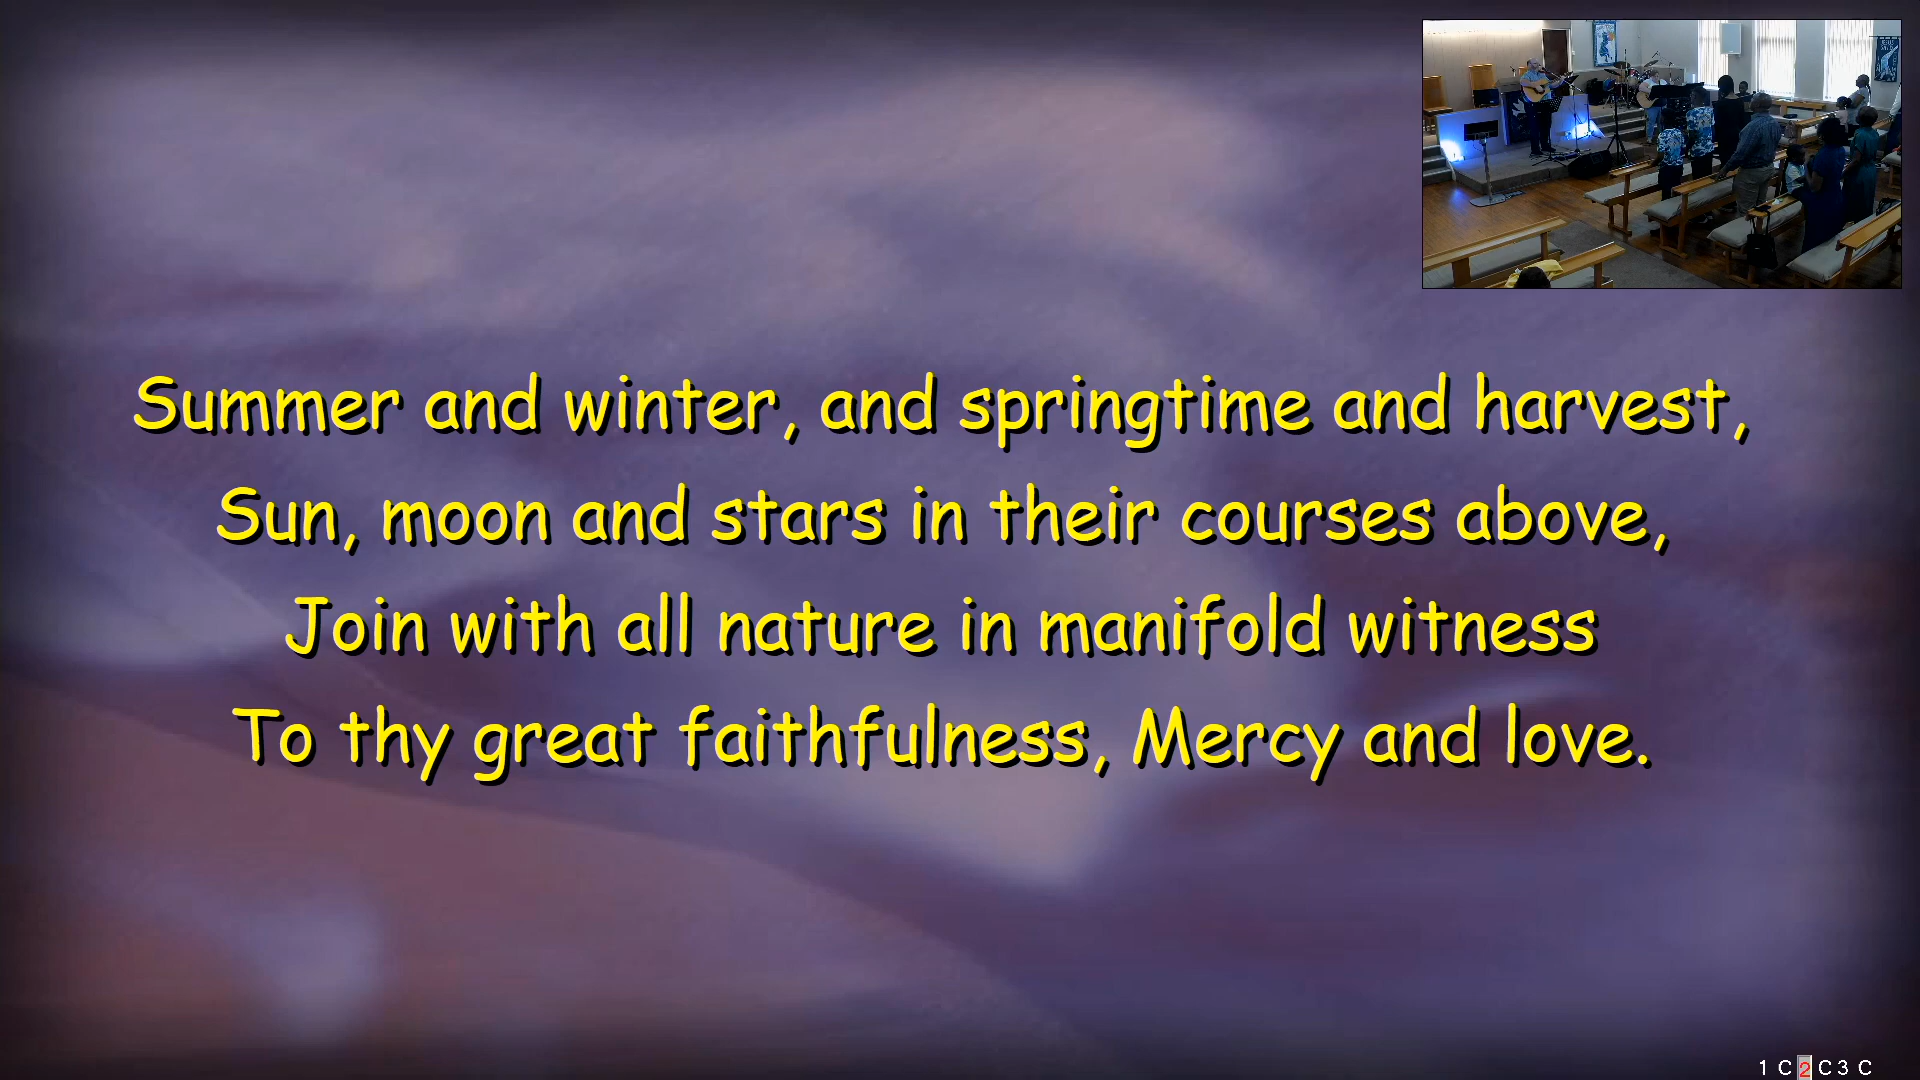 Summer and winter, and springtime and harvest,
Sun, moon and stars in their courses above,
Join with all nature in manifold witness
To thy great faithfulness, Mercy and love.
1 C 2 C 3 C